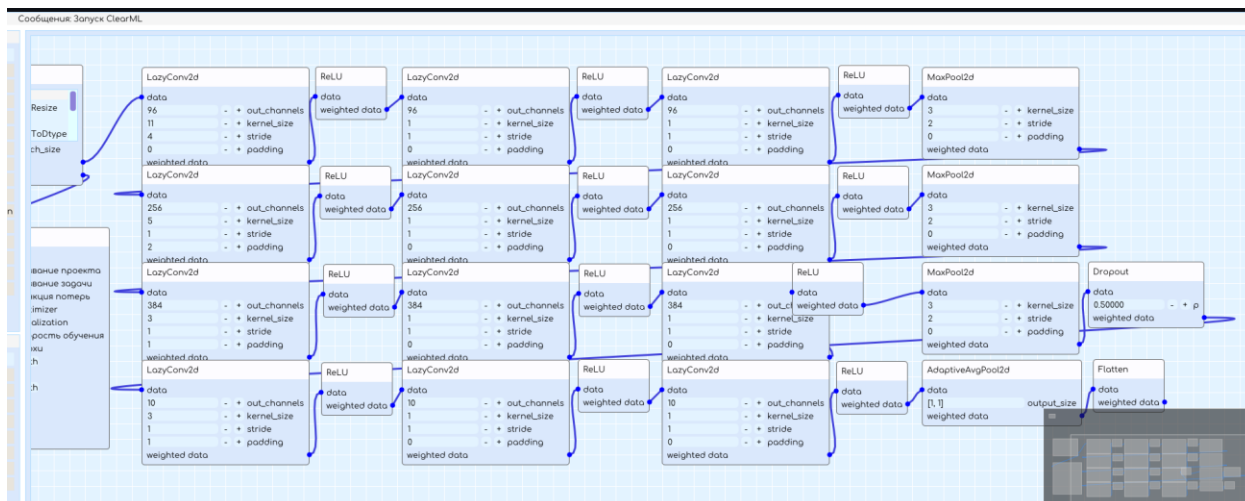 Сообщения: Запуск ClearML
Resize
ToDtype
ch_size
LazyConv2d
data
96 - + out_channels
11 - + kernel_size
4 - + stride
0 - + padding
weighted data
ReLU
data
weighted data
LazyConv2d
data
96 - + out_channels
1 - + kernel_size
1 - + stride
0 - + padding
weighted data
ReLU
data
weighted data
LazyConv2d
data
96 - + out_channels
1 - + kernel_size
1 - + stride
0 - + padding
weighted data
ReLU
data
weighted data
MaxPool2d
data
3 - + kernel_size
2 - + stride
0 - + padding
weighted data
LazyConv2d
data
256 - + out_channels
5 - + kernel_size
1 - + stride
2 - + padding
weighted data
ReLU
data
weighted data
LazyConv2d
data
256 - + out_channels
1 - + kernel_size
1 - + stride
0 - + padding
weighted data
ReLU
data
weighted data
LazyConv2d
data
256 - + out_channels
1 - + kernel_size
1 - + stride
0 - + padding
weighted data
ReLU
data
weighted data
MaxPool2d
data
3 - + kernel_size
2 - + stride
0 - + padding
weighted data
вание проекта
вание задачи
кция потерь
imizer
alization
рость обучения
LazyConv2d
data
384 - + out_channels
3 - + kernel_size
1 - + stride
1 - + padding
weighted data
ReLU
data
weighted data
LazyConv2d
data
384 - + out_channels
1 - + kernel_size
1 - + stride
0 - + padding
weighted data
ReLU
data
weighted data
LazyConv2d
data
384 - + out_ch
1 - + kernel_size
1 - + stride
0 - + padding
weighted data
ReLU
data
weighted data
MaxPool2d
data
3 - + kernel_size
2 - + stride
0 - + padding
weighted data
Dropout
data
0.50000 - + p
weighted data
LazyConv2d
data
10 - + out_channels
3 - + kernel_size
1 - + stride
1 - + padding
weighted data
ReLU
data
weighted data
LazyConv2d
data
10 - + out_channels
1 - + kernel_size
1 - + stride
0 - + padding
weighted data
ReLU
data
weighted data
LazyConv2d
data
10 - + out_channels
1 - + kernel_size
1 - + stride
0 - + padding
weighted data
ReLU
data
weighted data
AdaptiveAvgPool2d
data
[1, 1] output_size
weighted data
Flatten
data
weighted data